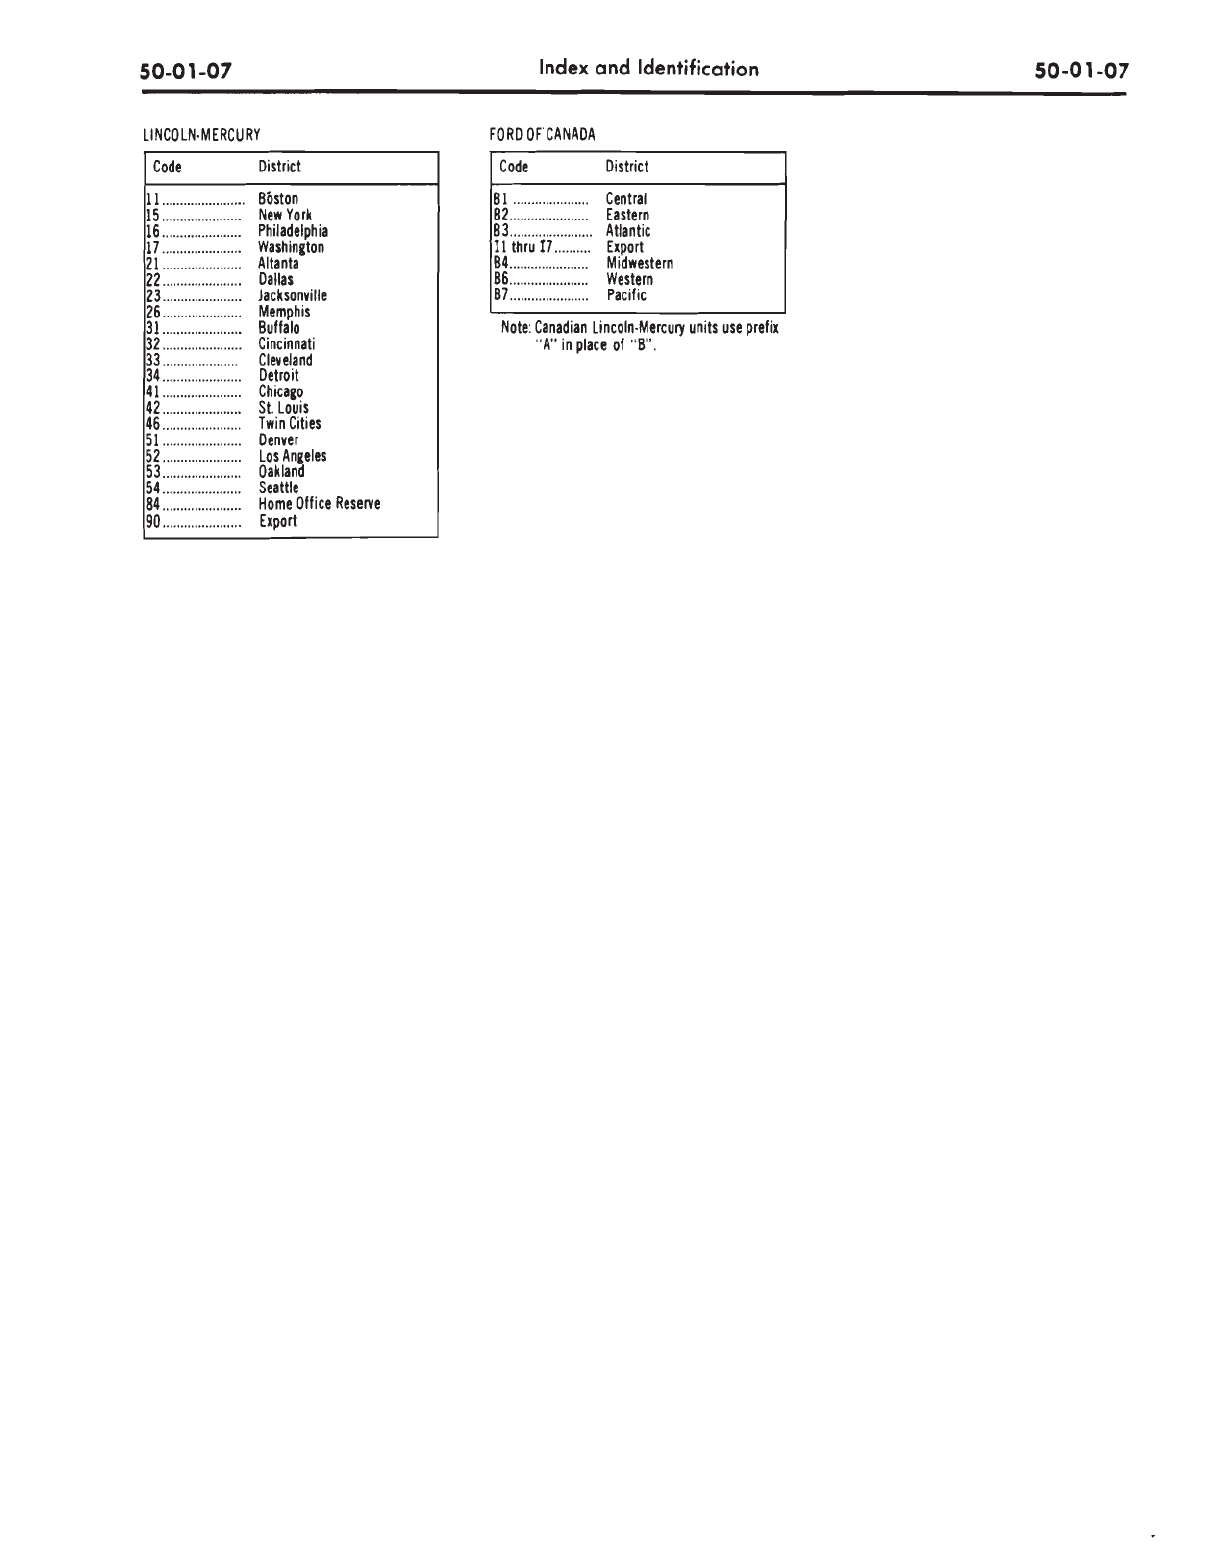 50-01-07 Index and Identification 50-01-07
LINCOLN-MERCURY
Code District
11....................... Boston
15...................... New York
16...................... Philadelphia
17...................... Washington
21...................... Altanta
22...................... Dallas
23...................... Jacksonville
26...................... Memphis
31...................... Buffalo
32...................... Cincinnati
33..................... Cleveland
34...................... Detroit
41...................... Chicago
42...................... St. Louis
46...................... Twin Cities
51...................... Denver
52...................... Los Angeles
53...................... Oakland
54...................... Seattle
84...................... Home Office Reserve
90...................... Export
FORD OF CANADA
Code District
B1 ..................... Central
B2...................... Eastern
B3....................... Atlantic
I1 thru I7.......... Export
B4...................... Midwestern
B6...................... Western
B7...................... Pacific
Note: Canadian Lincoln-Mercury units use prefix
"A" in place of "B".